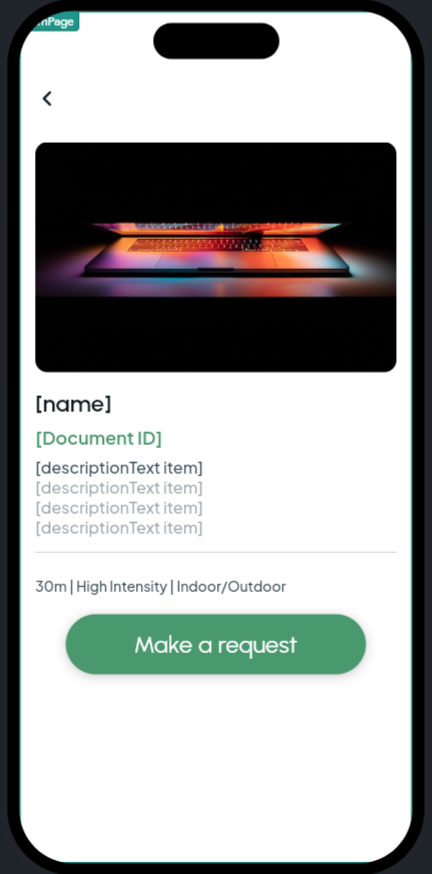 nPage
[name]
[Document ID]
[descriptionText item]
[descriptionText item]
[descriptionText item]
[descriptionText item]
30m | High Intensity | Indoor/Outdoor
Make a request